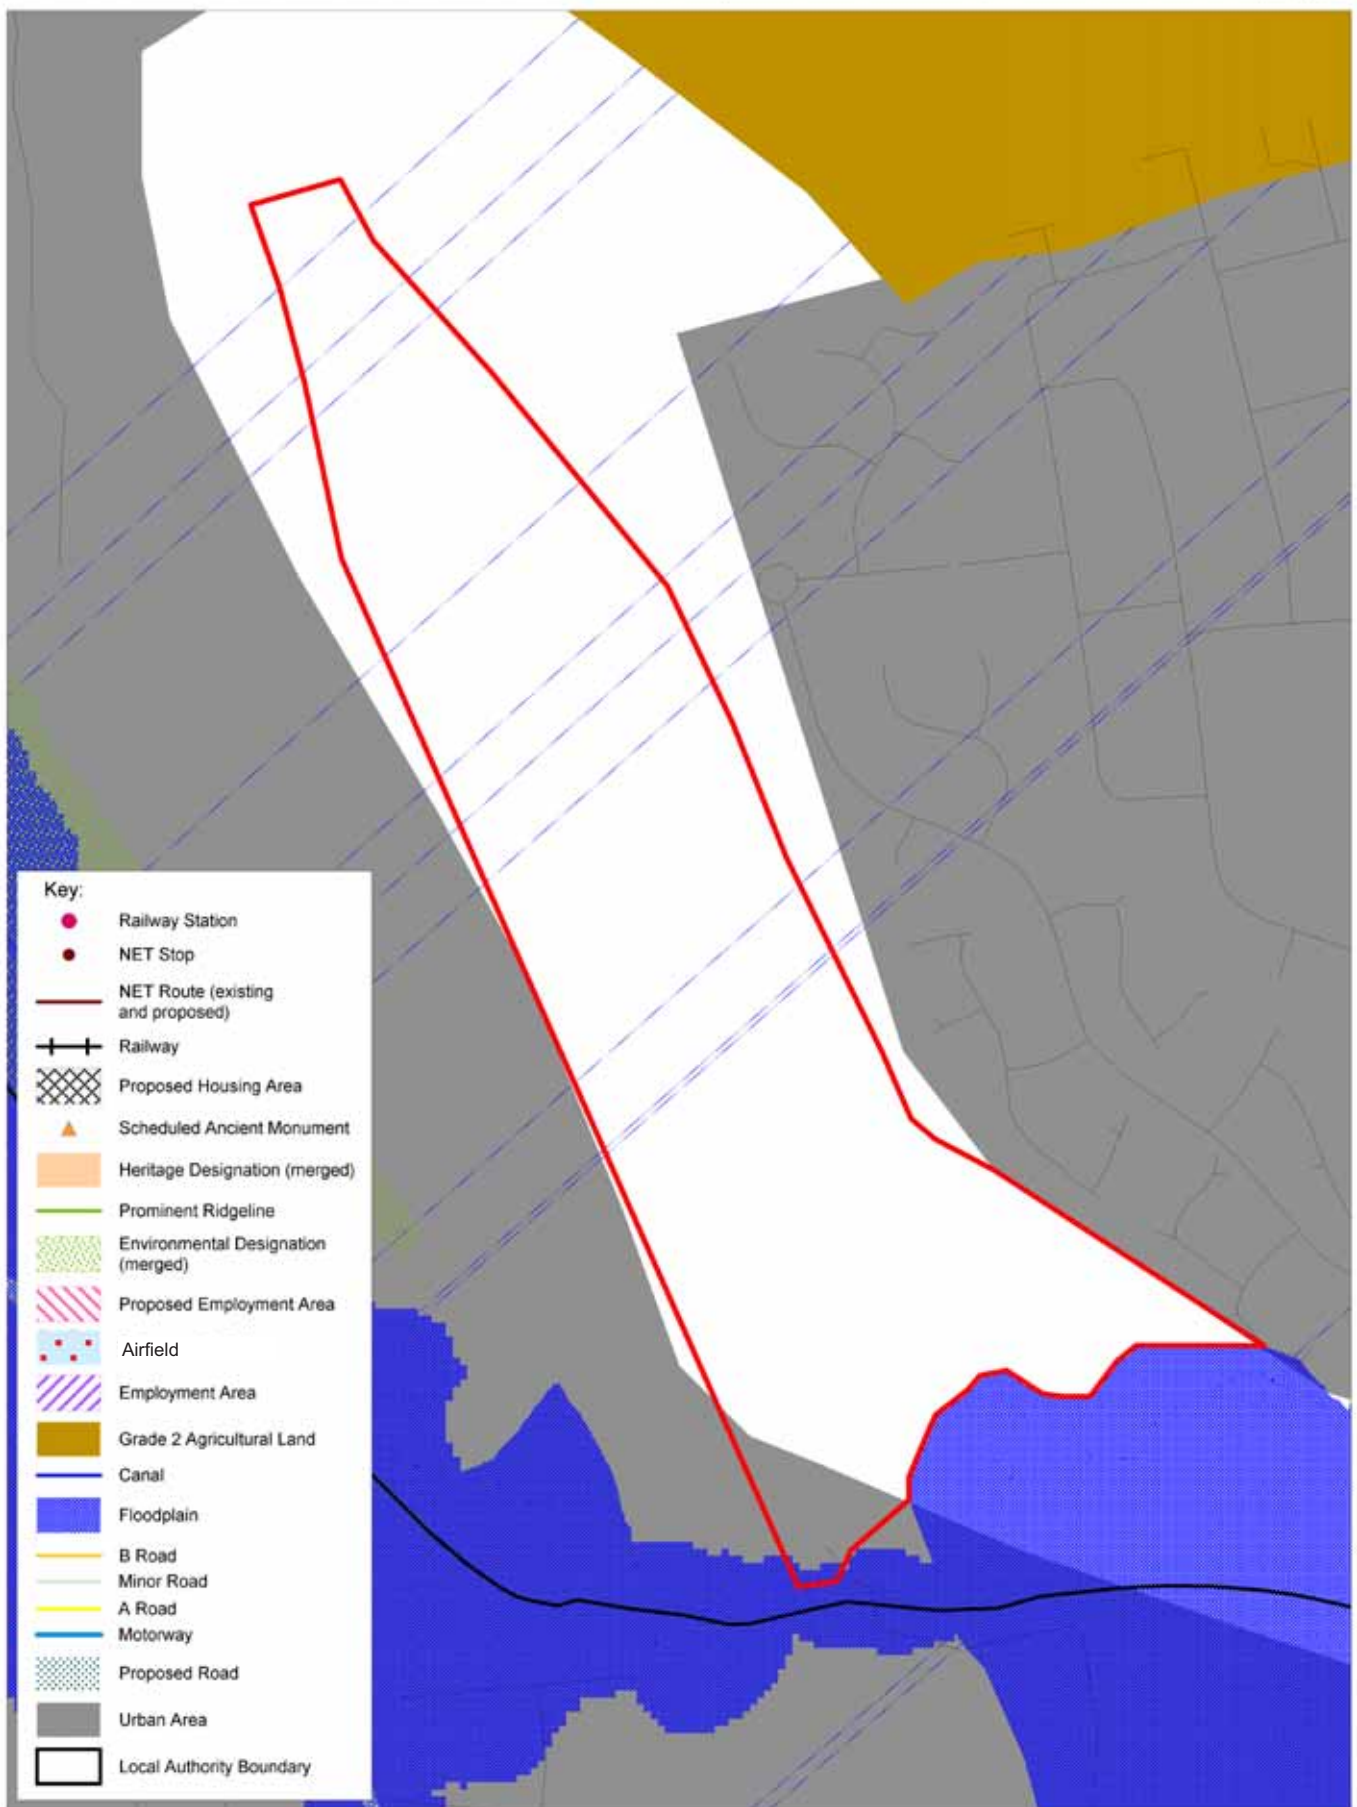 Key:
Railway Station
NET Stop
NET Route (existing
and proposed)
Railway
Proposed Housing Area
Scheduled Ancient Monument
Heritage Designation (merged)
Prominent Ridgeline
Environmental Designation
(merged)
Proposed Employment Area
Airfield
Employment Area
Grade 2 Agricultural Land
Canal
Floodplain
B Road
Minor Road
A Road
Motorway
Proposed Road
Urban Area
Local Authority Boundary